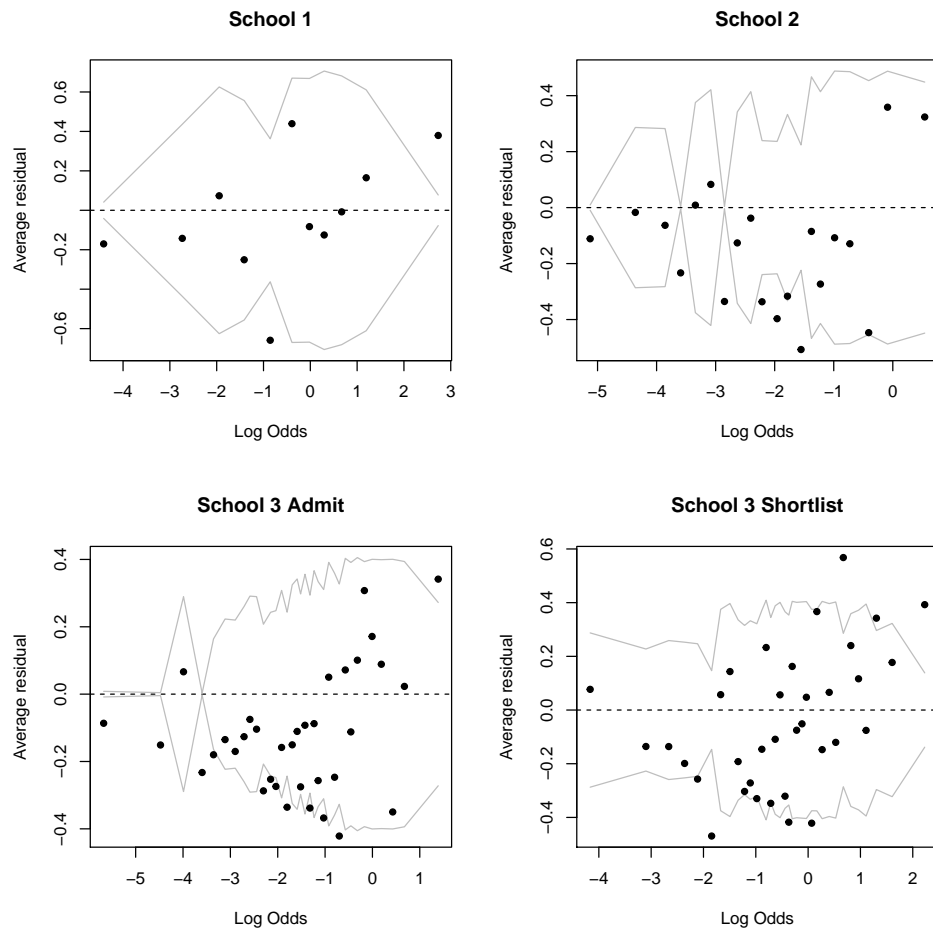 School 1
Average residual
0.6
0.4
0.2
−0.2
−0.6
−4 −3 −2 −1 0 1 2 3
Log Odds
School 2
Average residual
0.4
0.2
0.0
−0.2
−0.4
−5 −4 −3 −2 −1 0
Log Odds
School 3 Admit
Average residual
0.4
0.2
0.0
−0.2
−0.4
−5 −4 −3 −2 −1 0 1
Log Odds
School 3 Shortlist
Average residual
0.6
0.4
0.2
0.0
−0.2
−0.4
−4 −3 −2 −1 0 1 2
Log Odds